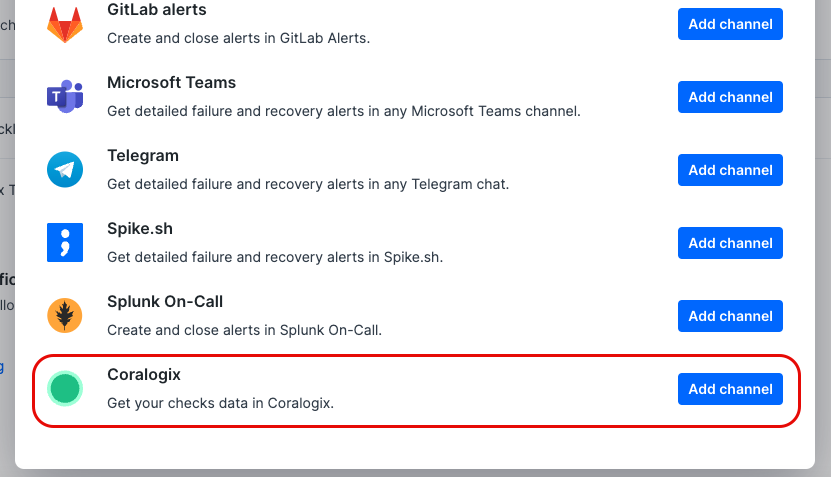 GitLab alerts
Create and close alerts in GitLab Alerts.
Add channel
Microsoft Teams
Get detailed failure and recovery alerts in any Microsoft Teams channel.
Add channel
Telegram
Get detailed failure and recovery alerts in any Telegram chat.
Add channel
Spike.sh
Get detailed failure and recovery alerts in Spike.sh.
Add channel
Splunk On-Call
Create and close alerts in Splunk On-Call.
Add channel
Coralogix
Get your checks data in Coralogix.
Add channel